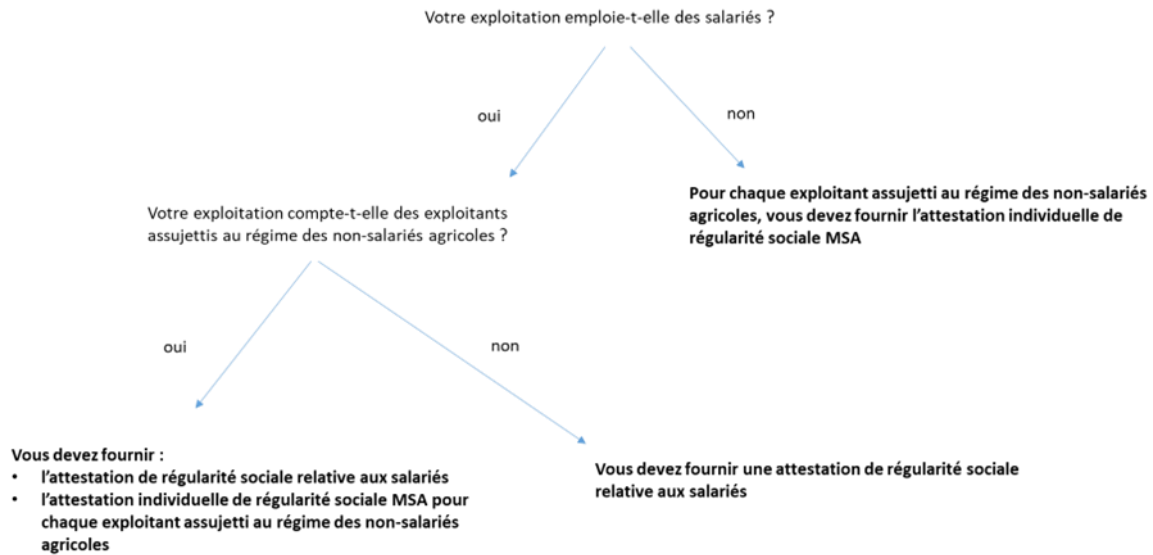 Votre exploitation emploie-t-elle des salariés ?
oui
non
Pour chaque exploitant assujetti au régime des non-salariés
agricoles, vous devez fournir l'attestation individuelle de
régularité sociale MSA
Votre exploitation compte-t-elle des exploitants
assujettis au régime des non-salariés agricoles ?
oui
non
Vous devez fournir :
• l'attestation de régularité sociale relative aux salariés
• l'attestation individuelle de régularité sociale MSA pour
chaque exploitant assujetti au régime des non-salariés
agricoles
Vous devez fournir une attestation de régularité sociale
relative aux salariés